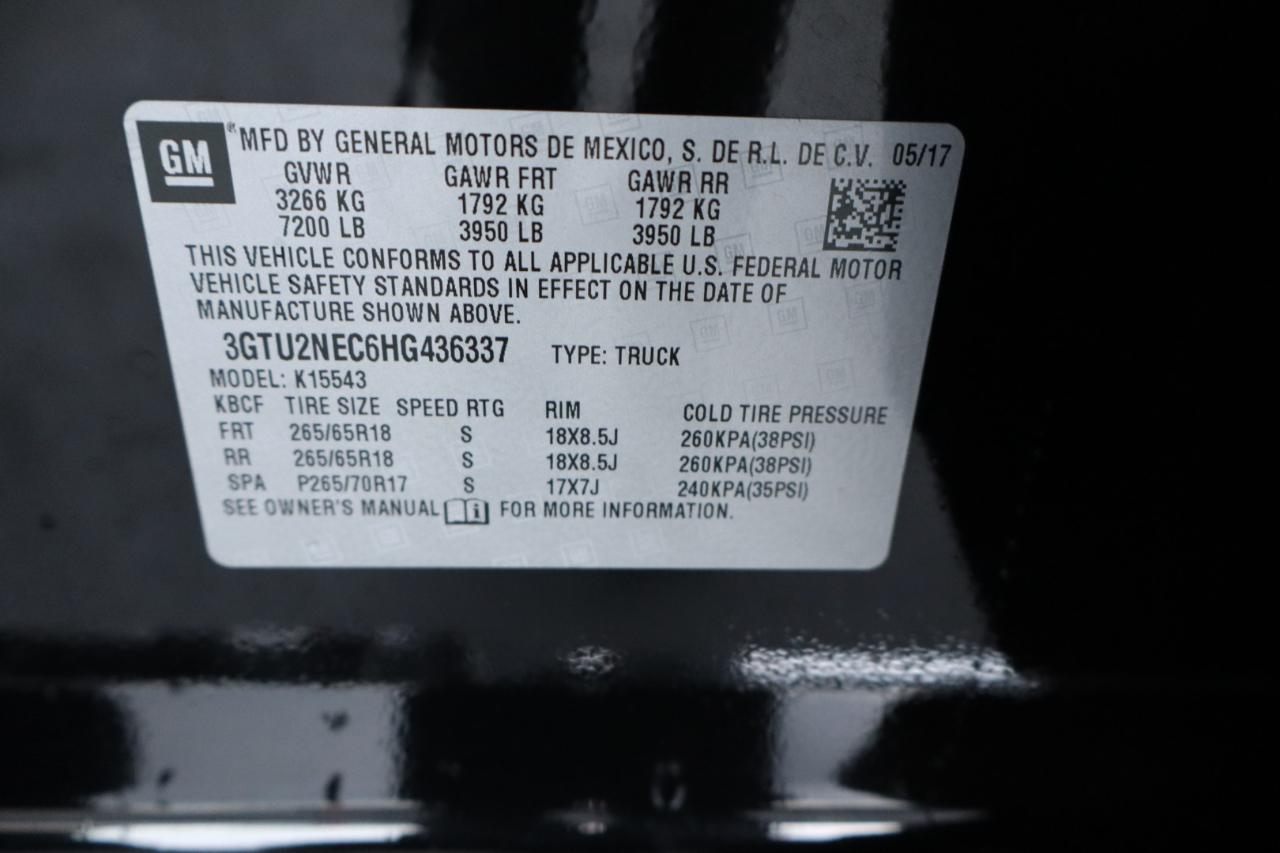 GM ® MFD BY GENERAL MOTORS DE MEXICO, S. DE R.L. DE C.V. 05/17
GVWR GAWR FRT GAWR RR
3266 KG 1792 KG 1792 KG
7200 LB 3950 LB 3950 LB
THIS VEHICLE CONFORMS TO ALL APPLICABLE U.S. FEDERAL MOTOR
VEHICLE SAFETY STANDARDS IN EFFECT ON THE DATE OF
MANUFACTURE SHOWN ABOVE.
3GTU2NEC6HG436337 TYPE: TRUCK
MODEL: K15543
KBCF TIRE SIZE SPEED RTG RIM COLD TIRE PRESSURE
FRT 265/65R18 S 18X8.5J 260KPA(38PSI)
RR 265/65R18 S 18X8.5J 260KPA(38PSI)
SPA P265/70R17 S 17X7J 240KPA(35PSI)
SEE OWNER'S MANUAL i FOR MORE INFORMATION.